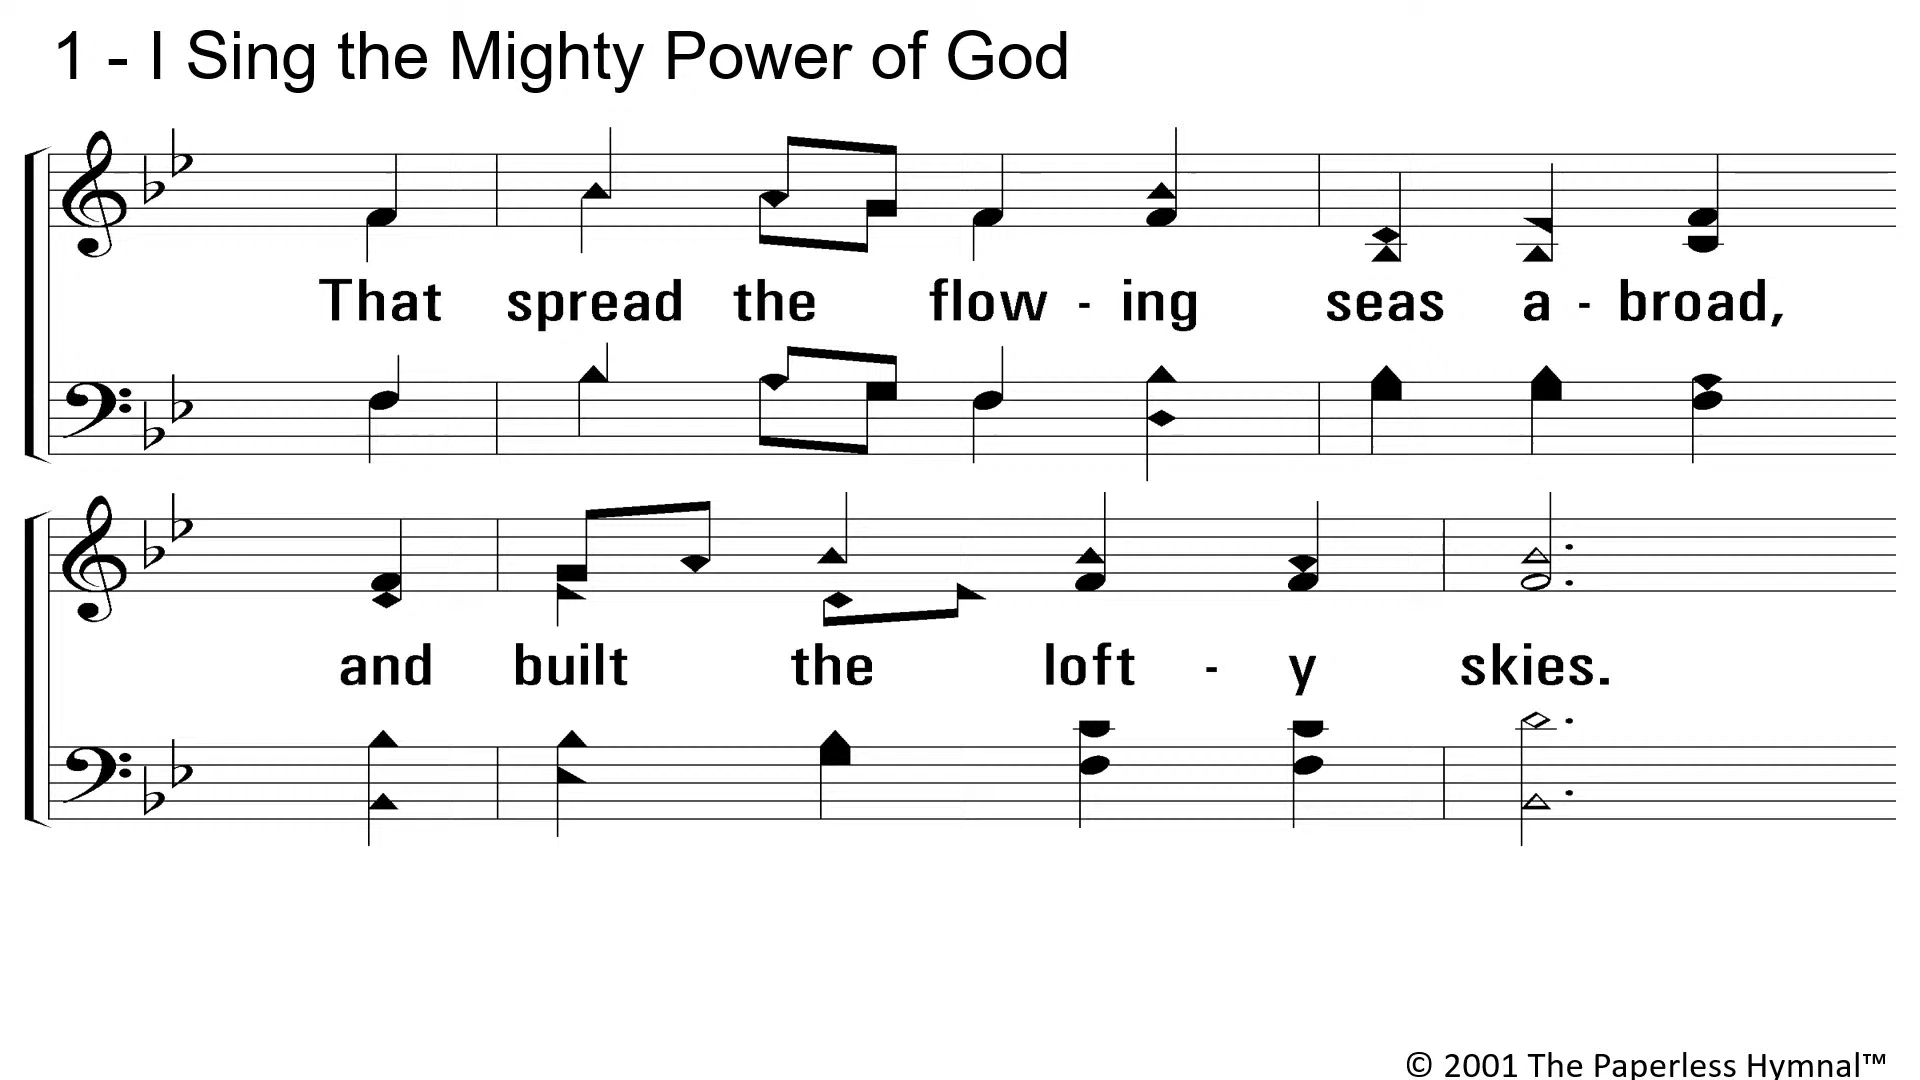 1 - I Sing the Mighty Power of God
That spread the flow - ing seas a - broad,
and built the loft - y skies.
© 2001 The Paperless Hymnal™